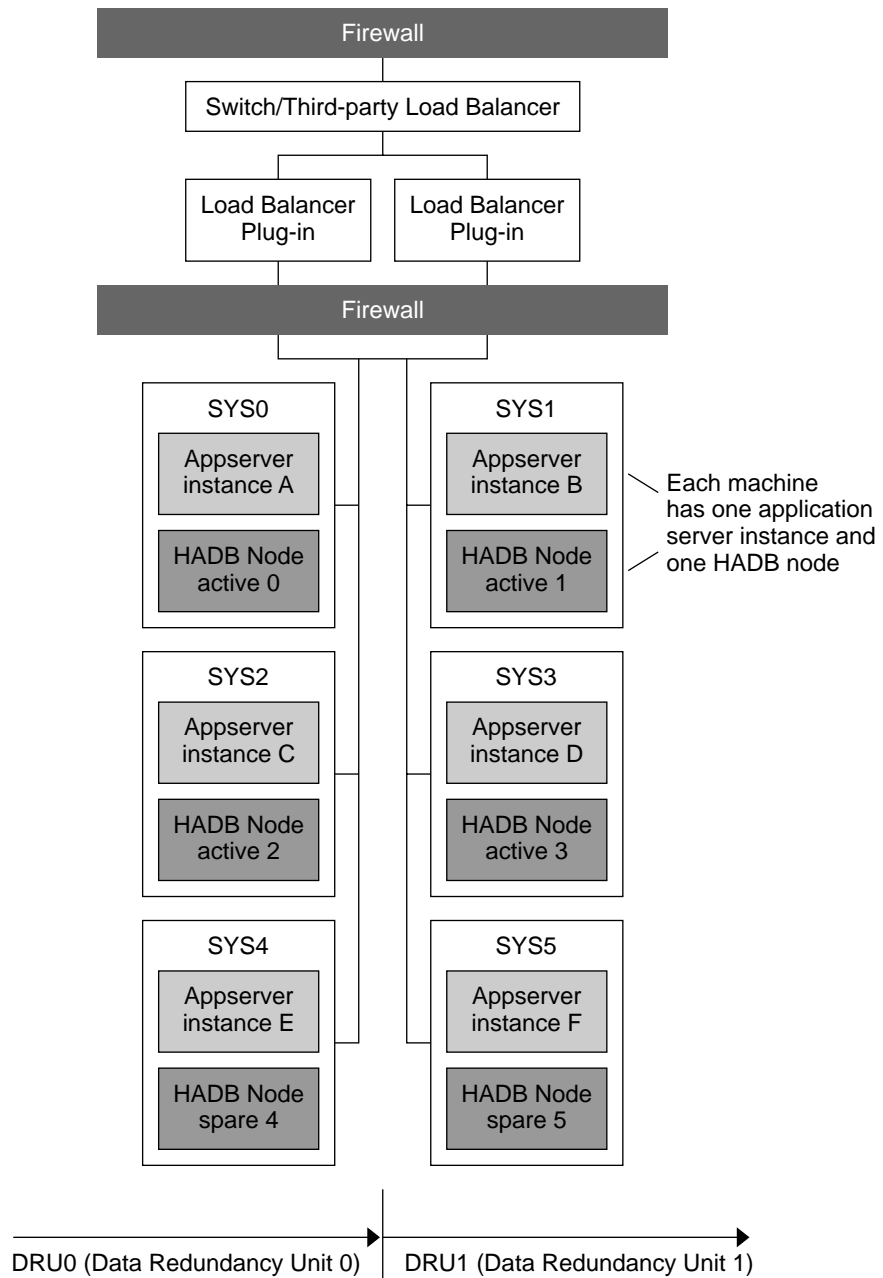 Firewall
Switch/Third-party Load Balancer
Load Balancer
Plug-in
Load Balancer
Plug-in
Firewall
SYS0
Appserver
instance A
HADB Node
active 0
SYS1
Appserver
instance B
HADB Node
active 1
Each machine
has one application
server instance and
one HADB node
SYS2
Appserver
instance C
HADB Node
active 2
SYS3
Appserver
instance D
HADB Node
active 3
SYS4
Appserver
instance E
HADB Node
spare 4
SYS5
Appserver
instance F
HADB Node
spare 5
DRU0 (Data Redundancy Unit 0)
DRU1 (Data Redundancy Unit 1)